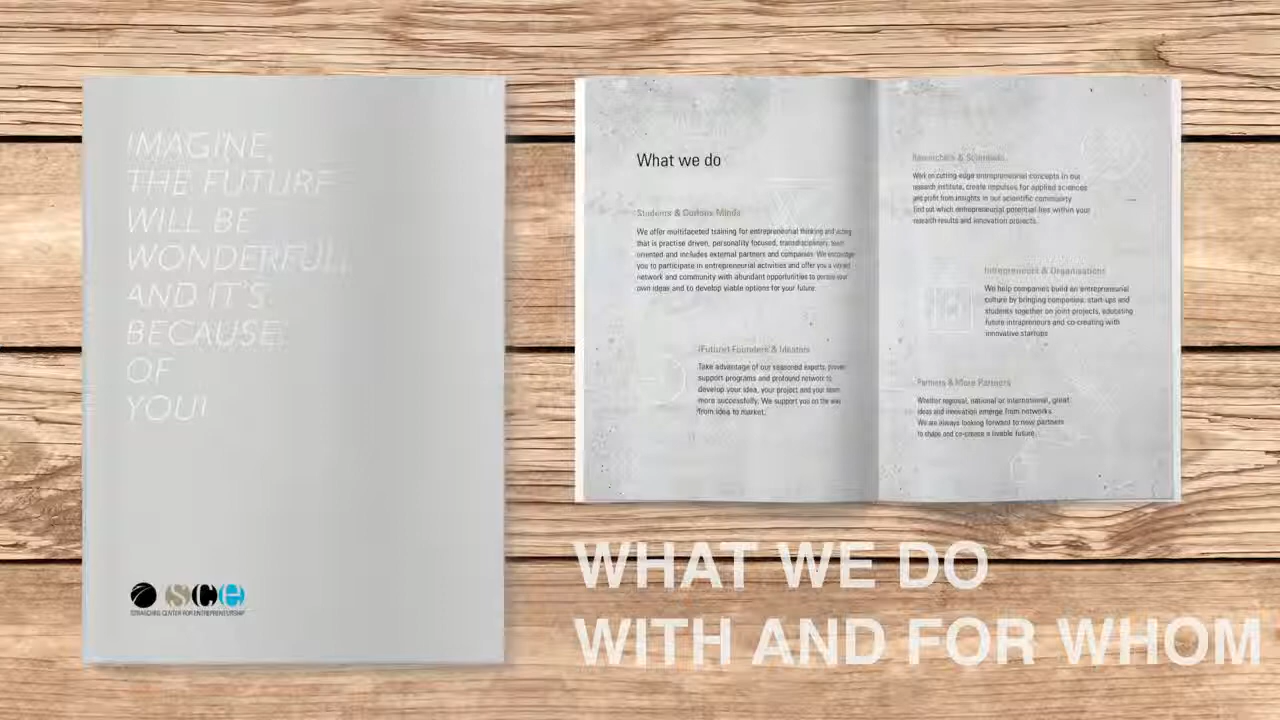 IMAGINE,
THE FUTURE
WILL BE
WONDERFUL,
AND IT'S
BECAUSE
OF
YOU!
sce
STRASCHEG CENTER FOR ENTREPRENEURSHIP
What we do
Students & Curious Minds
We offer multifaceted training for entrepreneurial thinking and acting
that is practise driven, personality focused, transdisciplinary, team
oriented and includes external partners and companies. We encourage
you to participate in entrepreneurial activities and offer you a varied
network and community with abundant opportunities to pursue your
own ideas and to develop viable options for your future.
(Future) Founders & Ideators
Take advantage of our seasoned experts, proven
support programs and profound network to
develop your idea, your project and your team
more successfully. We support you on the way
from idea to market.
Researchers & Scientists
Work on cutting-edge entrepreneurial concepts in our
research institute, create impulses for applied sciences
and profit from insights in our scientific community.
Find out which entrepreneurial potential lies within your
research results and innovation projects.
Intrepreneurs & Organisations
We help companies build an entrepreneurial
culture by bringing companies, start-ups and
students together on joint projects, educating
future intrapreneurs and co-creating with
innovative startups
Partners & More Partners
Whether regional, national or international, great
ideas and innovation emerge from networks.
We are always looking forward to new partners
to shape and co-create a livable future.
WHAT WE DO
WITH AND FOR WHOM